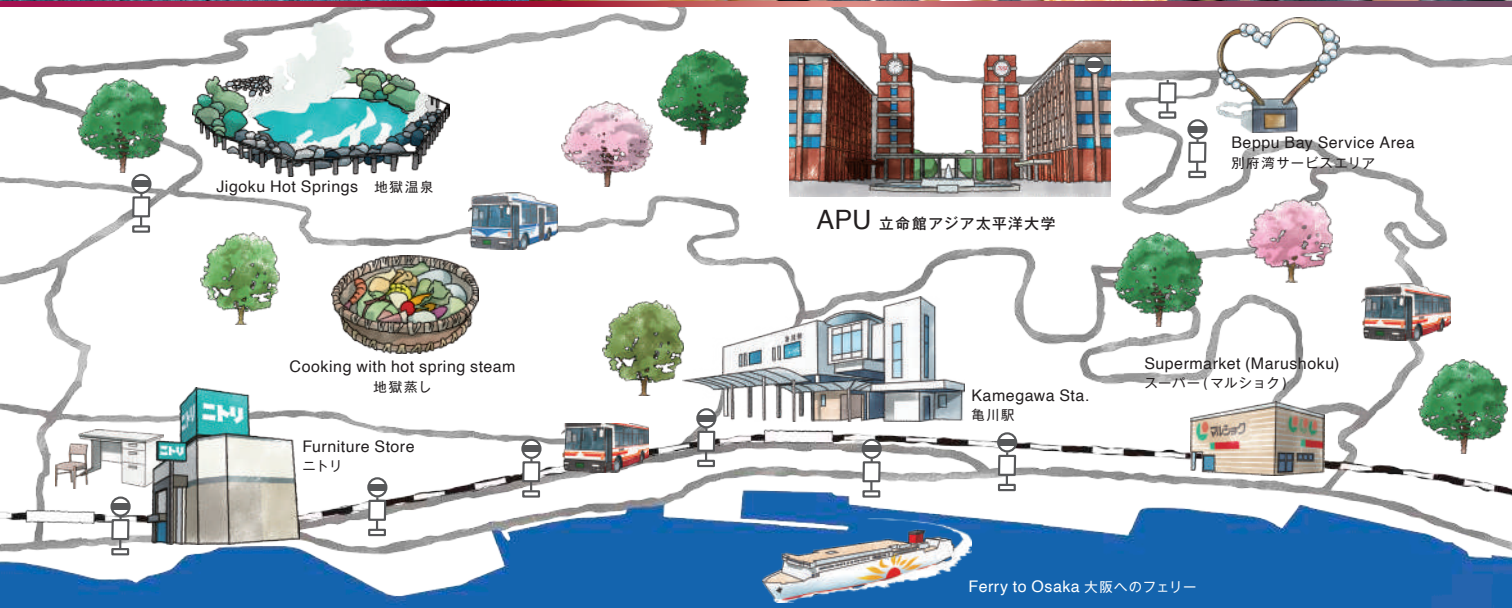 Jigoku Hot Springs 地獄温泉
APU 立命館アジア太平洋大学
Beppu Bay Service Area
別府湾サービスエリア
Cooking with hot spring steam
地獄蒸し
亀川駅
Kamegawa Sta.
亀川駅
Supermarket (Marushoku)
スーパー(マルショク)
マルショク
ニトリ
ニトリ
Furniture Store
ニトリ
Ferry to Osaka 大阪へのフェリー